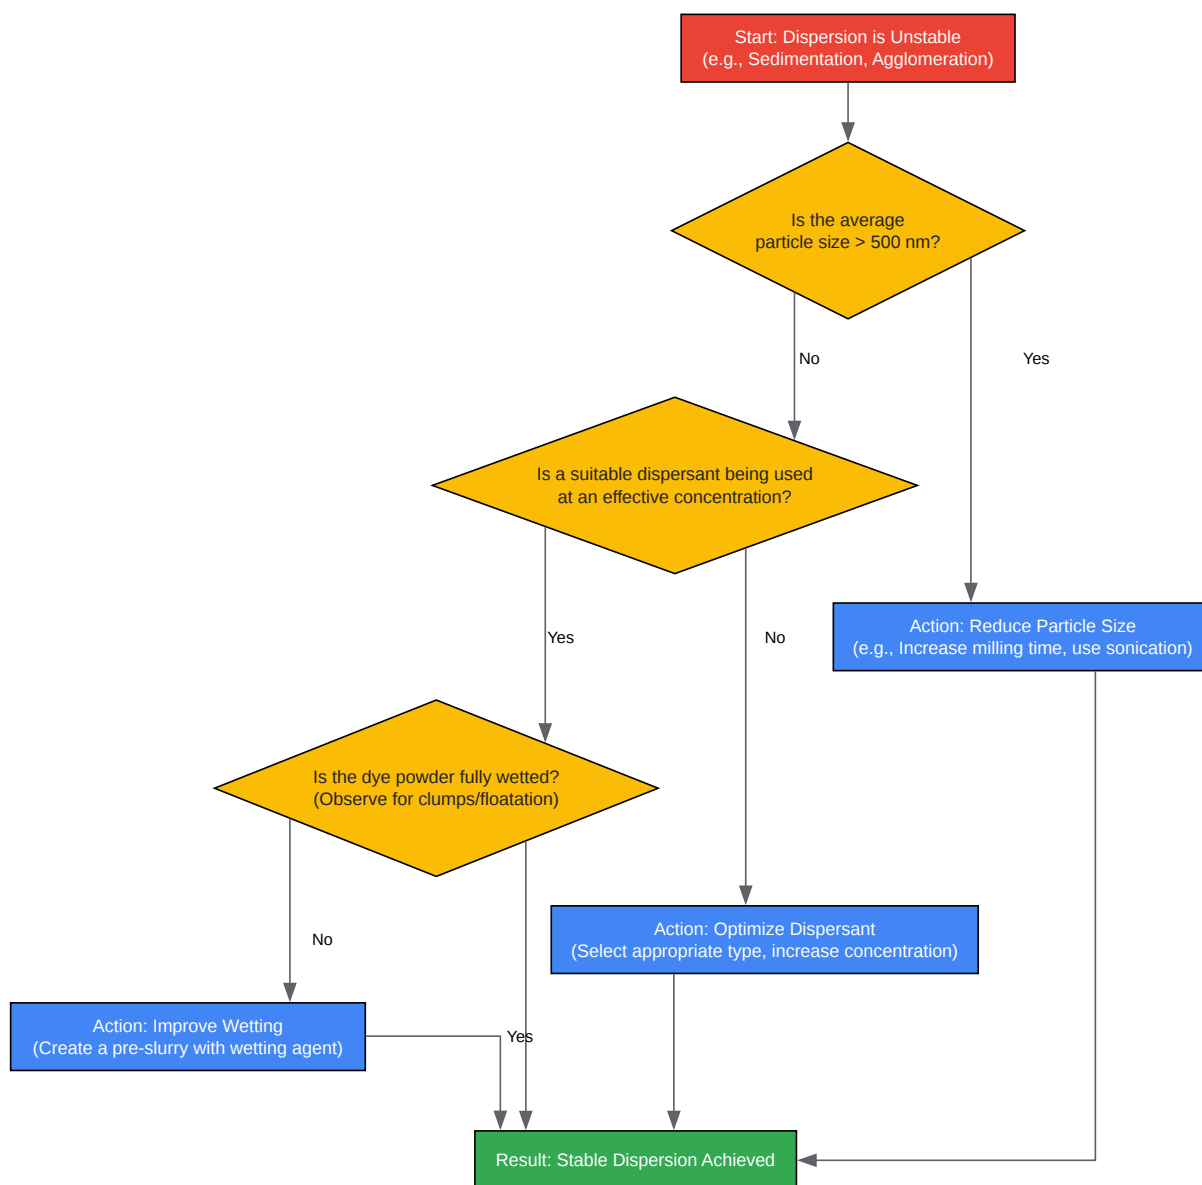 Start: Dispersion is Unstable
(e.g., Sedimentation, Agglomeration)
Is the average
particle size > 500 nm?
No
Yes
Is a suitable dispersant being used
at an effective concentration?
Yes
No
Action: Reduce Particle Size
(e.g., Increase milling time, use sonication)
Is the dye powder fully wetted?
(Observe for clumps/floatation)
No
Action: Optimize Dispersant
(Select appropriate type, increase concentration)
Action: Improve Wetting
(Create a pre-slurry with wetting agent)
Yes
Result: Stable Dispersion Achieved